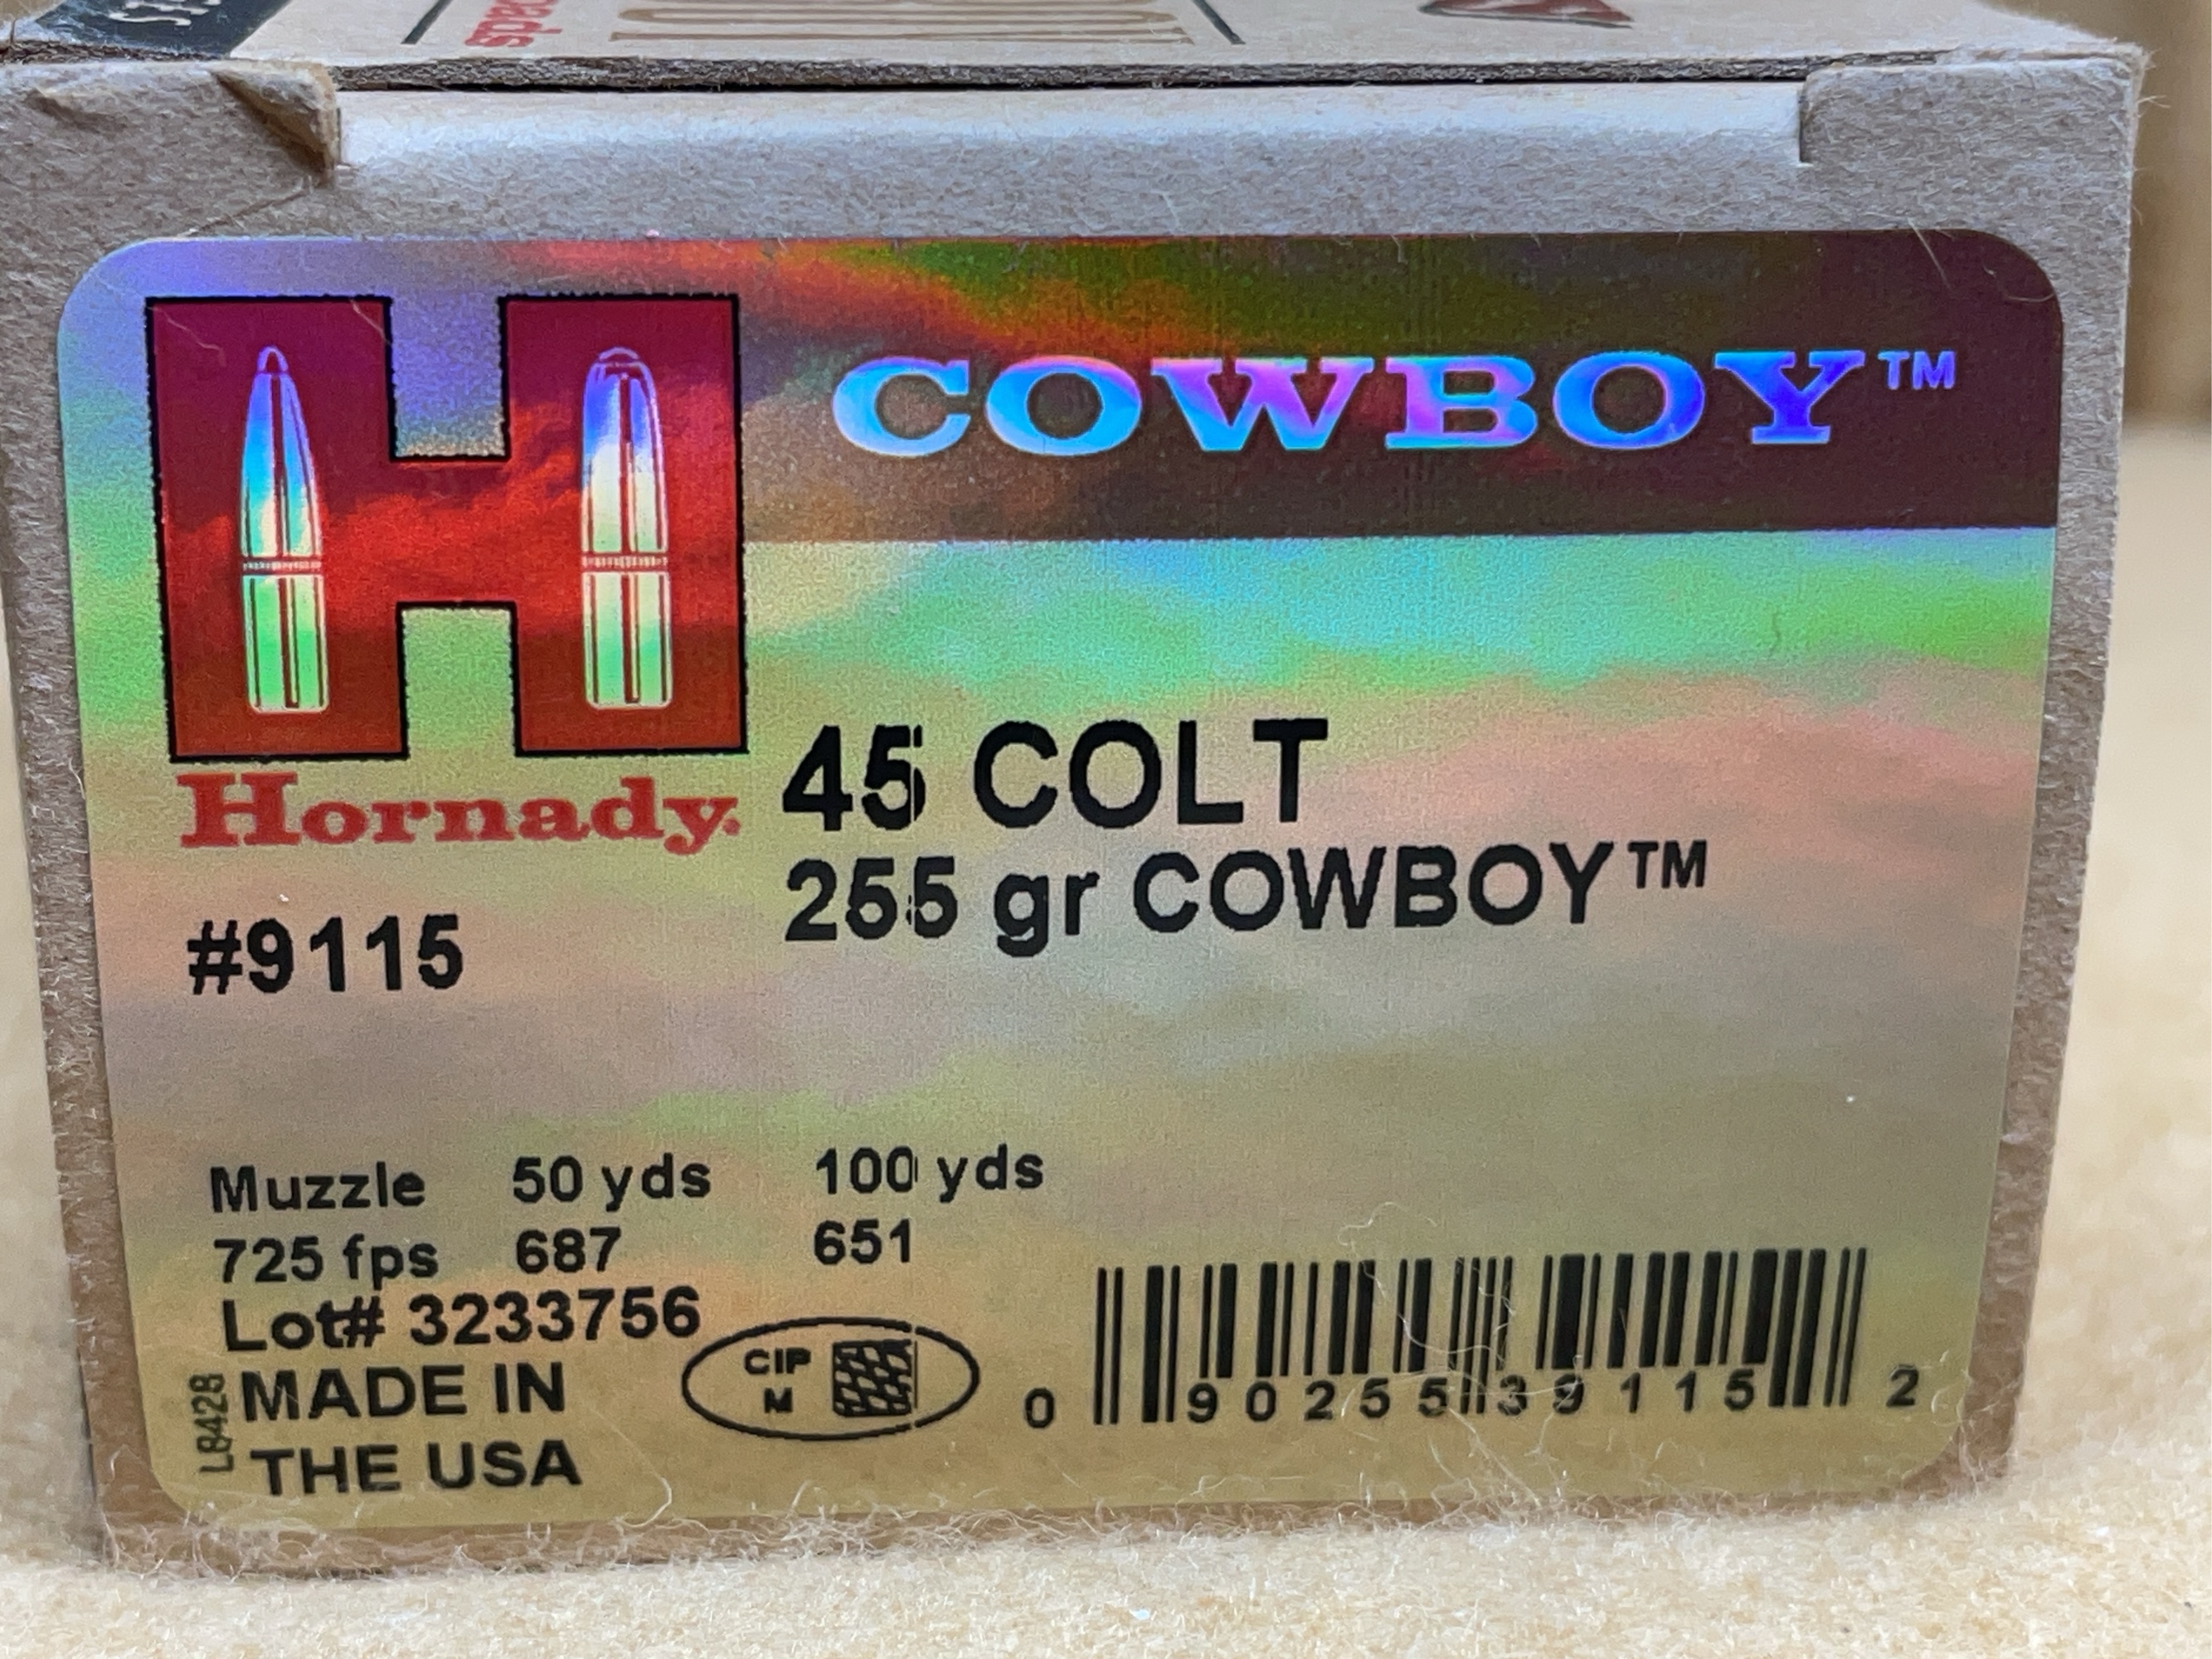 COWBOY™
Hornady.
45 COLT
255 gr COWBOY™
#9115
Muzzle 50 yds 100 yds
725 fps 687 651
Lot# 3233756
CIP
M
L8428
MADE IN
THE USA
0 90255 39115 2